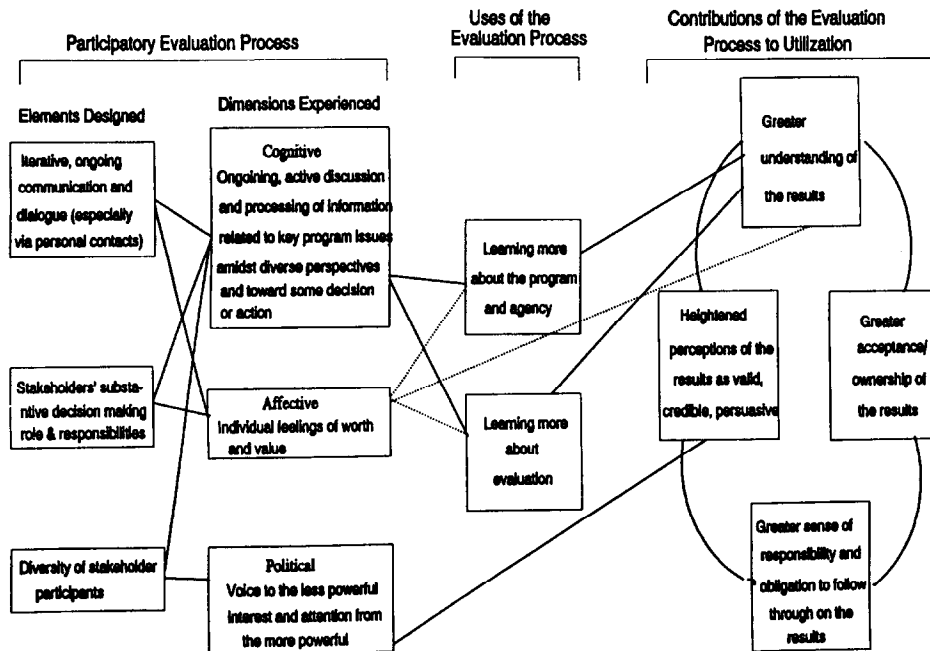 Participatory Evaluation Process
Uses of the
Evaluation Process
Contributions of the Evaluation
Process to Utilization
Elements Designed
Dimensions Experienced
Iterative, ongoing
communication and
dialogue (especially
via personal contacts)
Stakeholders' substa-
ntive decision making
role & responsibilities
Diversity of stakeholder
participants
Cognitive
Ongoining, active discussion
and processing of information
related to key program issues
amidst diverse perspectives
and toward some decision
or action
Affective
Individual feelings of worth
and value
Political
Voice to the less powerful
interest and attention from
the more powerful
Learning more
about the program
and agency
Learning more
about
evaluation
Greater
understanding of
the results
Heightened
perceptions of the
results as valid,
credible, persuasive
Greater
acceptance/
ownership of
the results
Greater sense of
responsibility and
obligation to follow
through on the
results